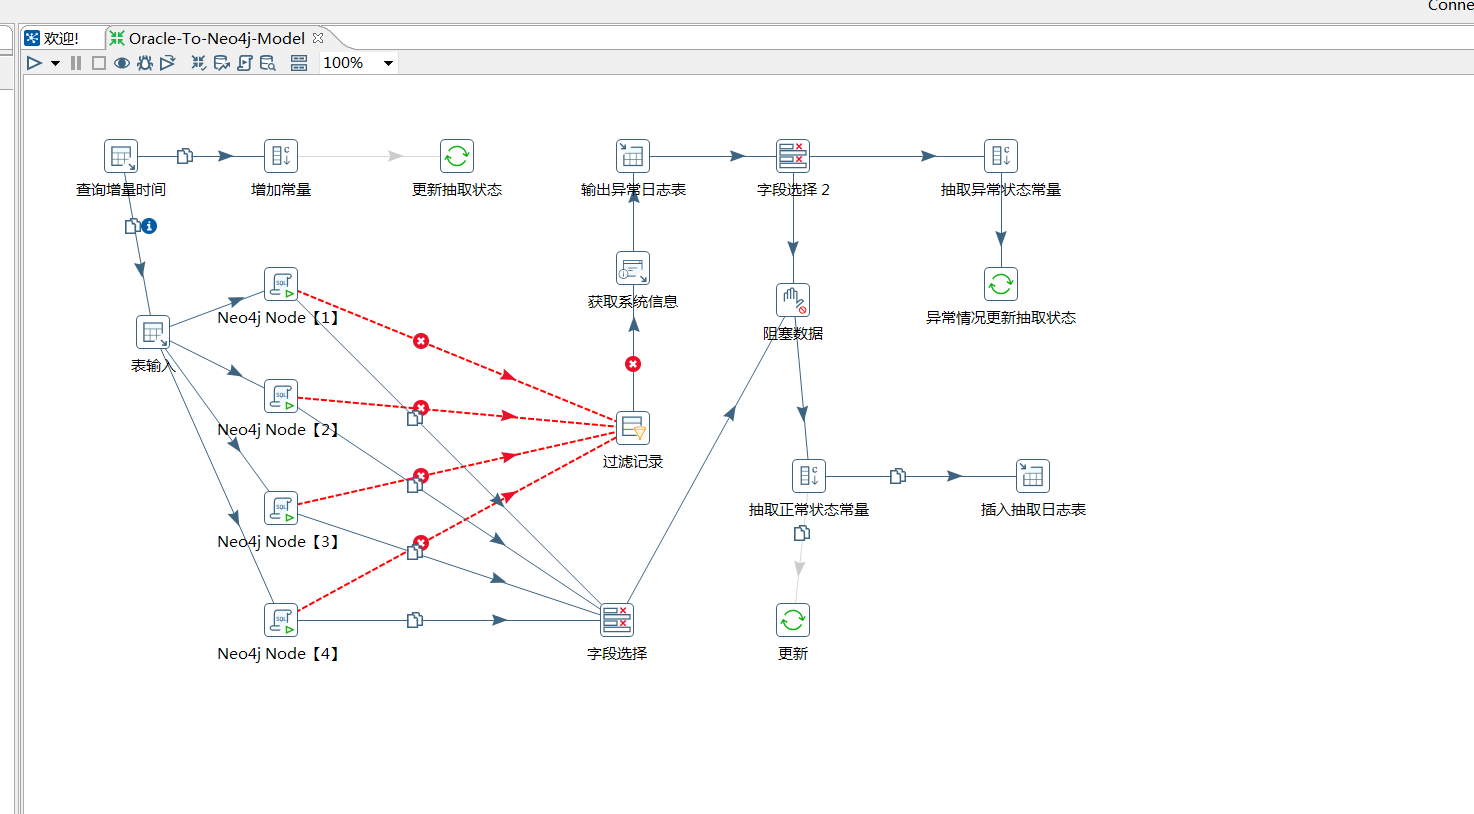 Conne
欢迎!
Oracle-To-Neo4j-Model
100%
查询增量时间
增加常量
更新抽取状态
输出异常日志表
字段选择 2
抽取异常状态常量
获取系统信息
异常情况更新抽取状态
Neo4j Node【1】
表输入
阻塞数据
Neo4j Node【2】
过滤记录
抽取正常状态常量
插入抽取日志表
Neo4j Node【3】
Neo4j Node【4】
字段选择
更新